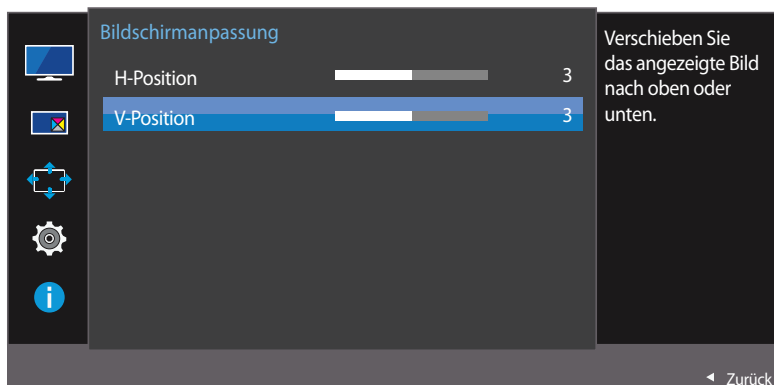 Bildschirmanpassung
H-Position 3
V-Position 3
Verschieben Sie
das angezeigte Bild
nach oben oder
unten.
Zurück